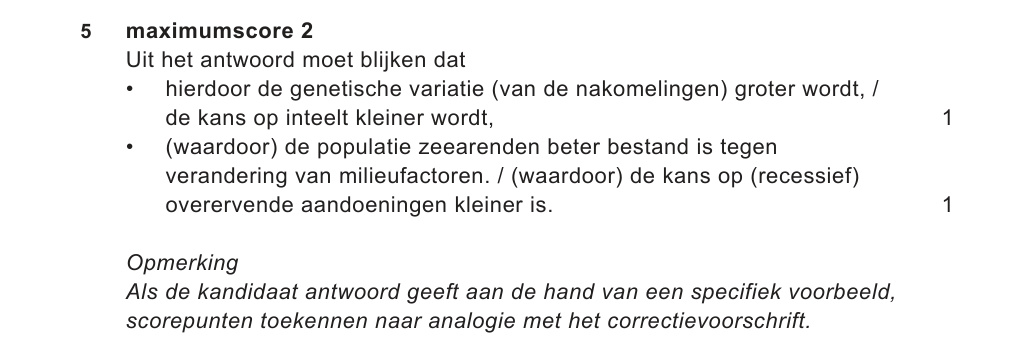 5 maximumscore 2
Uit het antwoord moet blijken dat
• hierdoor de genetische variatie (van de nakomelingen) groter wordt, /
de kans op inteelt kleiner wordt, 1
• (waardoor) de populatie zeearenden beter bestand is tegen
verandering van milieufactoren. / (waardoor) de kans op (recessief)
overervende aandoeningen kleiner is. 1
Opmerking
Als de kandidaat antwoord geeft aan de hand van een specifiek voorbeeld,
scorepunten toekennen naar analogie met het correctievoorschrift.